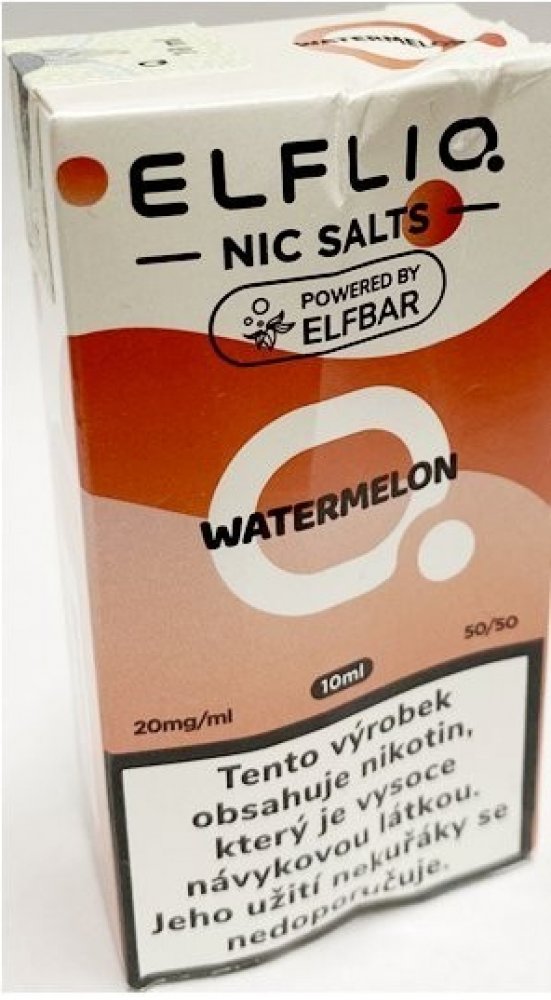 WATERMELON
ELFLIQ
NIC SALTS
POWERED BY
ELFBAR
WATERMELON
50/50
10ml
20mg/ml
Tento výrobek
obsahuje nikotin,
který je vysoce
návykovou látkou.
Jeho užití nekuřáky se
nedoporučuje.